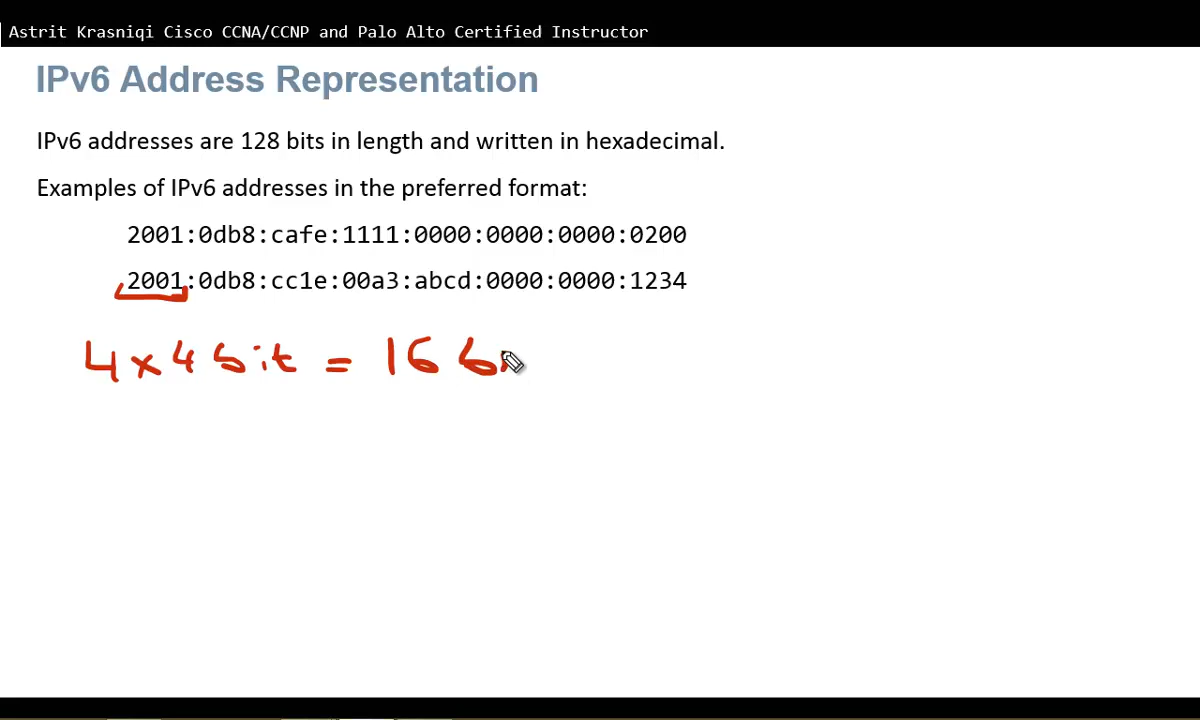 Astrit Krasniqi Cisco CCNA/CCNP and Palo Alto Certified Instructor
IPv6 Address Representation
IPv6 addresses are 128 bits in length and written in hexadecimal.
Examples of IPv6 addresses in the preferred format:
2001:0db8:cafe:1111:0000:0000:0000:0200
2001:0db8:cc1e:00a3:abcd:0000:0000:1234
4 x 4 bit = 16 b